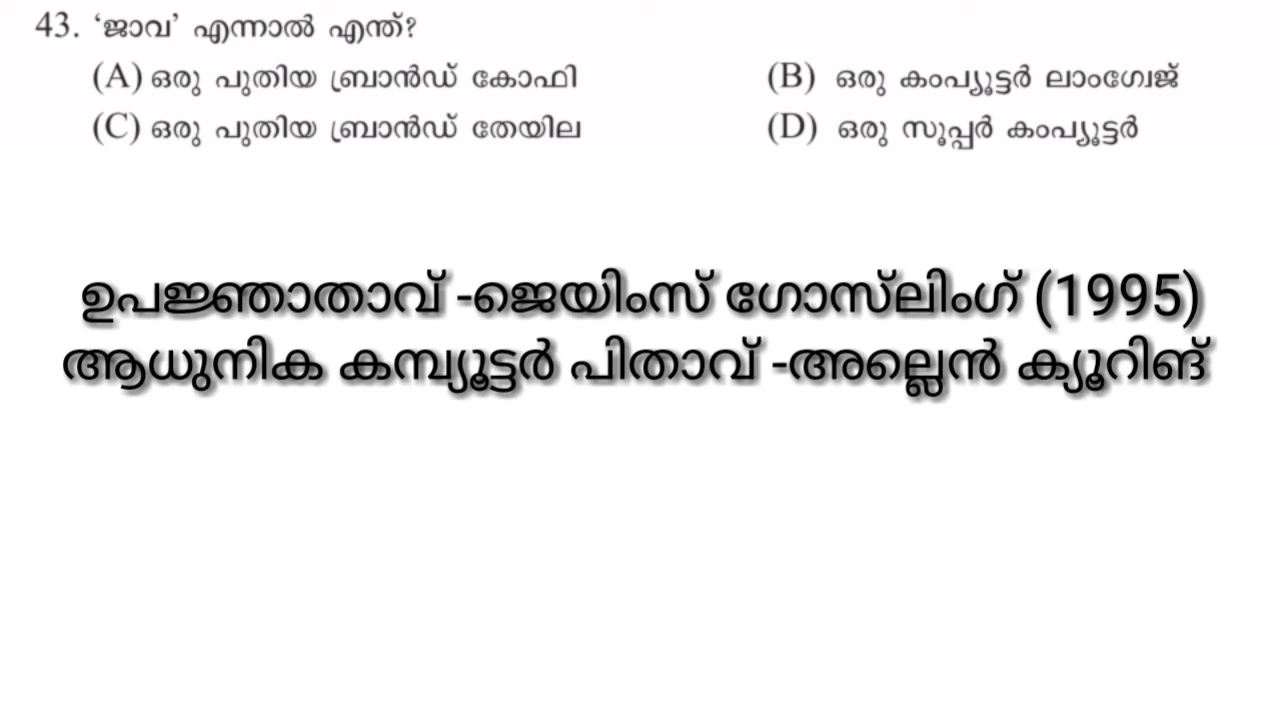 43. ‘ജാവ’ എന്നാൽ എന്ത്?
(A) ഒരു പുതിയ ബ്രാൻഡ് കോഫി (B) ഒരു കംപ്യൂട്ടർ ലാംഗ്വേജ്
(C) ഒരു പുതിയ ബ്രാൻഡ് തേയില (D) ഒരു സൂപ്പർ കംപ്യൂട്ടർ
ഉപജ്ഞാതാവ് -ജെയിംസ് ഗോസ്‌ലിംഗ് (1995)
ആധുനിക കമ്പ്യൂട്ടർ പിതാവ് -അല്ലെൻ ക്യൂറിങ്